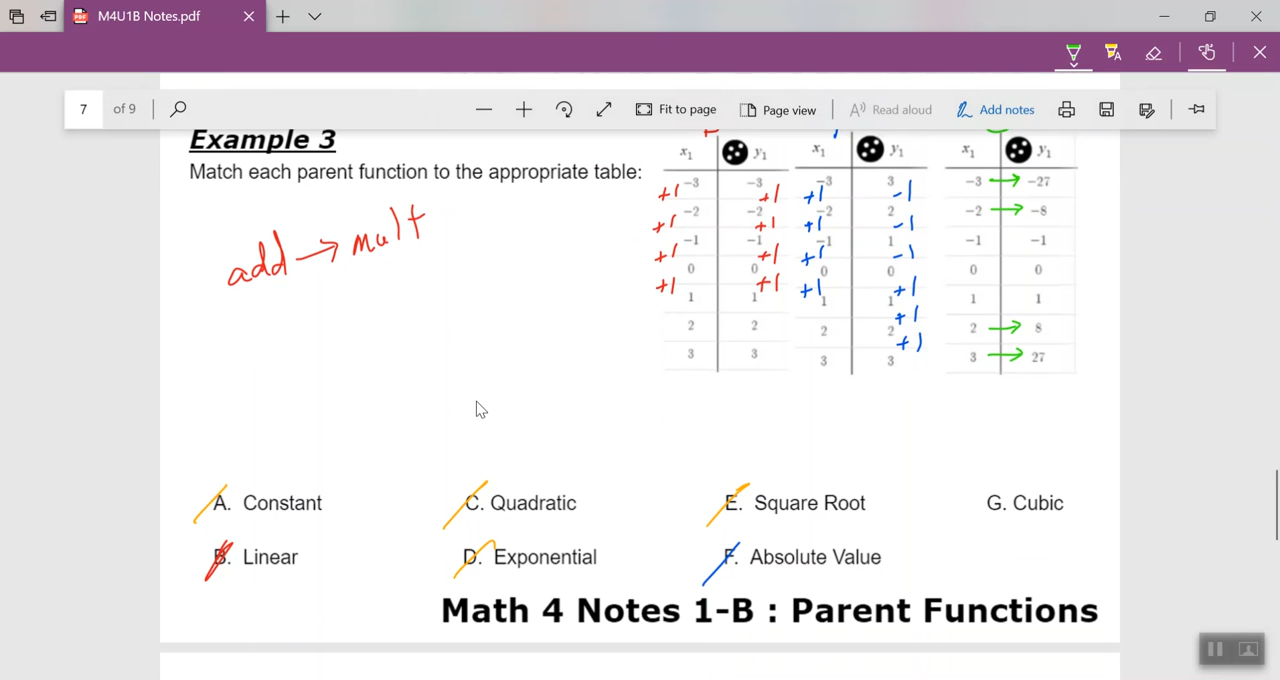 M4U1B Notes.pdf
7 of 9 Fit to page Page view Read aloud Add notes
Example 3
Match each parent function to the appropriate table:
add → mult
x₁ y₁ x₁ y₁ x₁ y₁
−3 −3 −3 3 −3 → −27
+1 +1 +1 −1
−2 −2 −2 2 −2 → −8
+1 +1 +1 −1
−1 −1 −1 1 −1 −1
+1 +1 +1 −1
0 0 0 0 0 0
+1 +1 +1 +1
1 1 1 1 1 1
+1
2 2 2 2 2 → 8
+1
3 3 3 3 3 → 27
A. Constant C. Quadratic E. Square Root G. Cubic
B. Linear D. Exponential F. Absolute Value
Math 4 Notes 1-B : Parent Functions